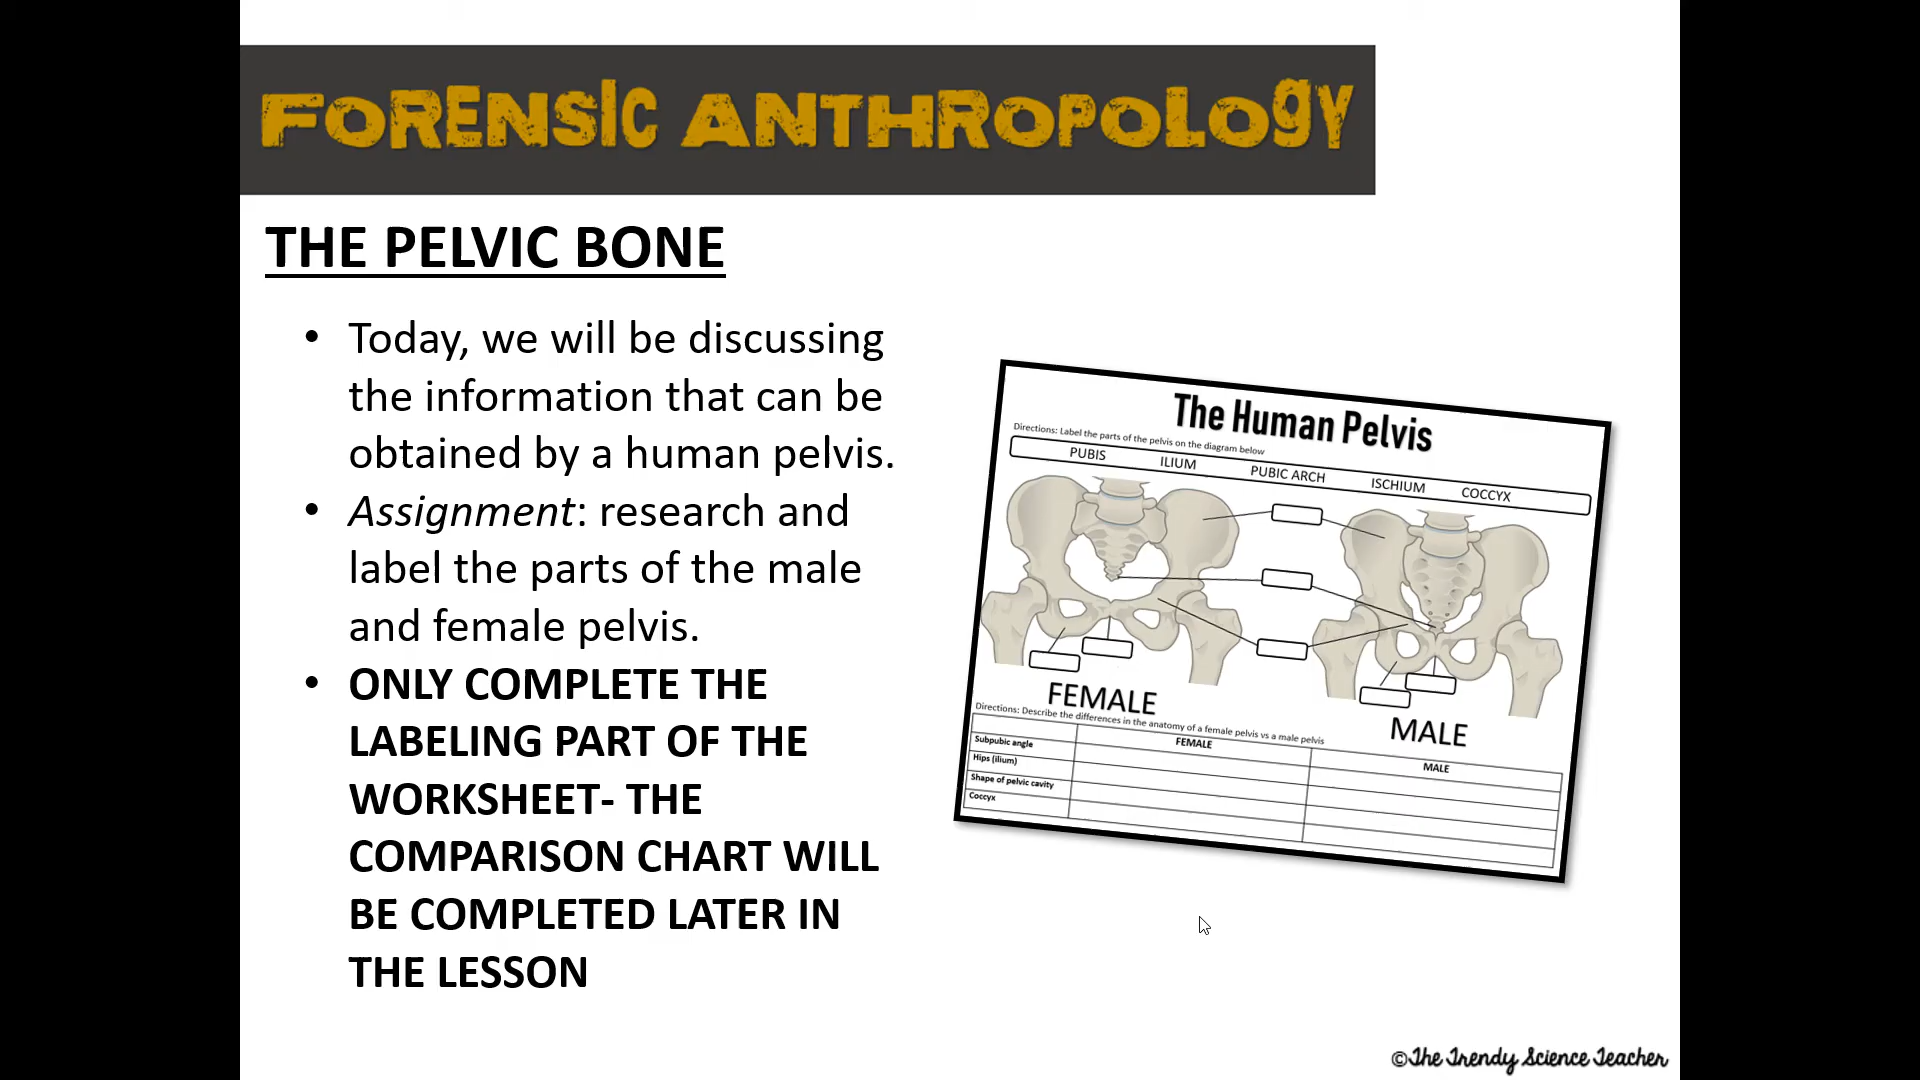 FORENSIC ANTHROPOLOGY
THE PELVIC BONE
• Today, we will be discussing
the information that can be
obtained by a human pelvis.
• Assignment: research and
label the parts of the male
and female pelvis.
• ONLY COMPLETE THE
LABELING PART OF THE
WORKSHEET- THE
COMPARISON CHART WILL
BE COMPLETED LATER IN
THE LESSON
The Human Pelvis
Directions: Label the parts of the pelvis on the diagram below
PUBIS ILIUM PUBIC ARCH ISCHIUM COCCYX
FEMALE
MALE
Directions: Describe the differences in the anatomy of a female pelvis vs a male pelvis
FEMALE MALE
Subpubic angle
Hips (ilium)
Shape of pelvic cavity
Coccyx
©The Trendy Science Teacher